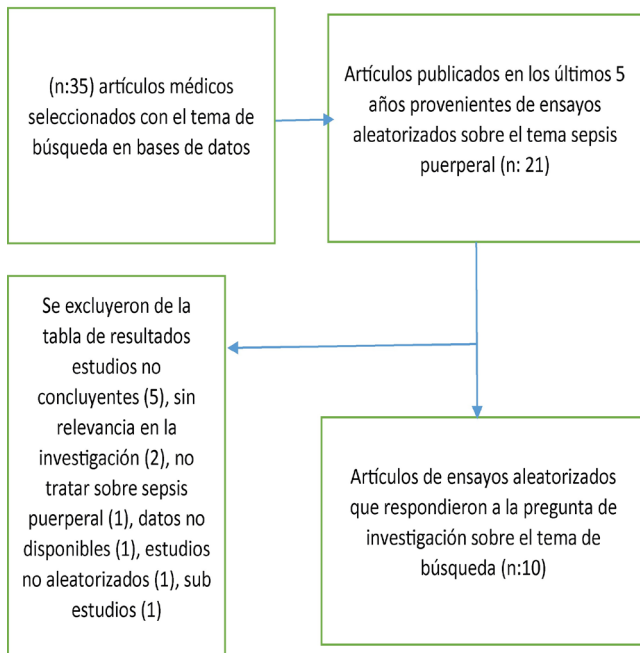 (n:35) artículos médicos
seleccionados con el tema de
búsqueda en bases de datos
Artículos publicados en los últimos 5
años provenientes de ensayos
aleatorizados sobre el tema sepsis
puerperal (n: 21)
Se excluyeron de la
tabla de resultados
estudios no
concluyentes (5), sin
relevancia en la
investigación (2), no
tratar sobre sepsis
puerperal (1), datos no
disponibles (1), estudios
no aleatorizados (1), sub
estudios (1)
Artículos de ensayos aleatorizados
que respondieron a la pregunta de
investigación sobre el tema de
búsqueda (n:10)